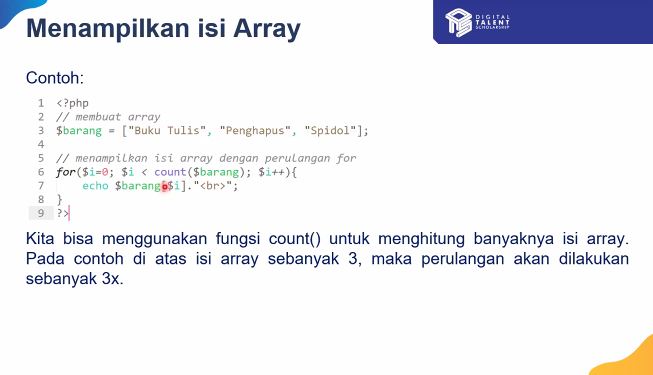 Menampilkan isi Array
DIGITAL
TALENT
SCHOLARSHIP
Contoh:
1 <?php
2 // membuat array
3 $barang = ["Buku Tulis", "Penghapus", "Spidol"];
4
5 // menampilkan isi array dengan perulangan for
6 for($i=0; $i < count($barang); $i++){
7 echo $barang[$i]."<br>";
8 }
9 ?>
Kita bisa menggunakan fungsi count() untuk menghitung banyaknya isi array.
Pada contoh di atas isi array sebanyak 3, maka perulangan akan dilakukan
sebanyak 3x.